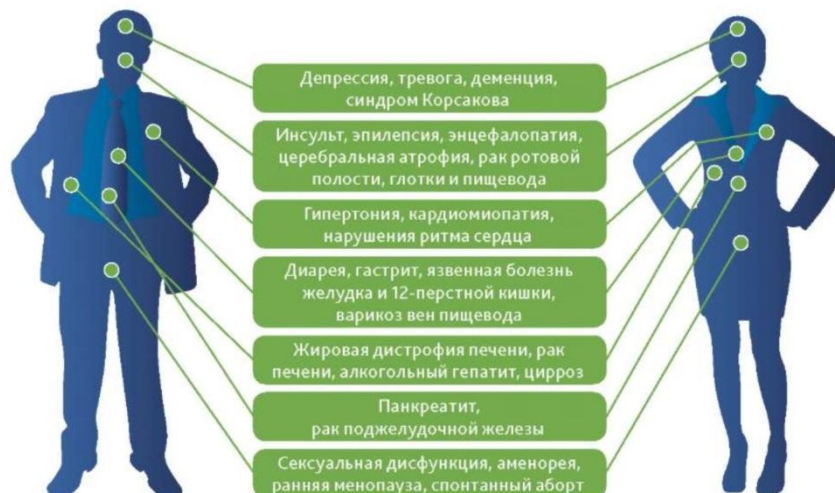 Депрессия, тревога, деменция,
синдром Корсакова
Инсульт, эпилепсия, энцефалопатия,
церебральная атрофия, рак ротовой
полости, глотки и пищевода
Гипертония, кардиомиопатия,
нарушения ритма сердца
Диарея, гастрит, язвенная болезнь
желудка и 12-перстной кишки,
варикоз вен пищевода
Жировая дистрофия печени, рак
печени, алкогольный гепатит, цирроз
Панкреатит,
рак поджелудочной железы
Сексуальная дисфункция, аменорея,
ранняя менопауза, спонтанный аборт